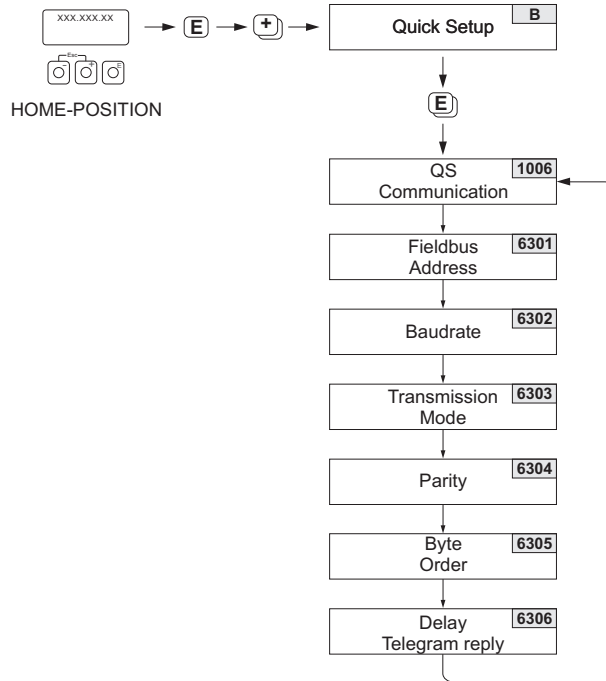 XXX.XXX.XX
E
+
Quick Setup
B
Esc
-
+
E
HOME-POSITION
E
QS
Communication
1006
Fieldbus
Address
6301
Baudrate
6302
Transmission
Mode
6303
Parity
6304
Byte
Order
6305
Delay
Telegram reply
6306